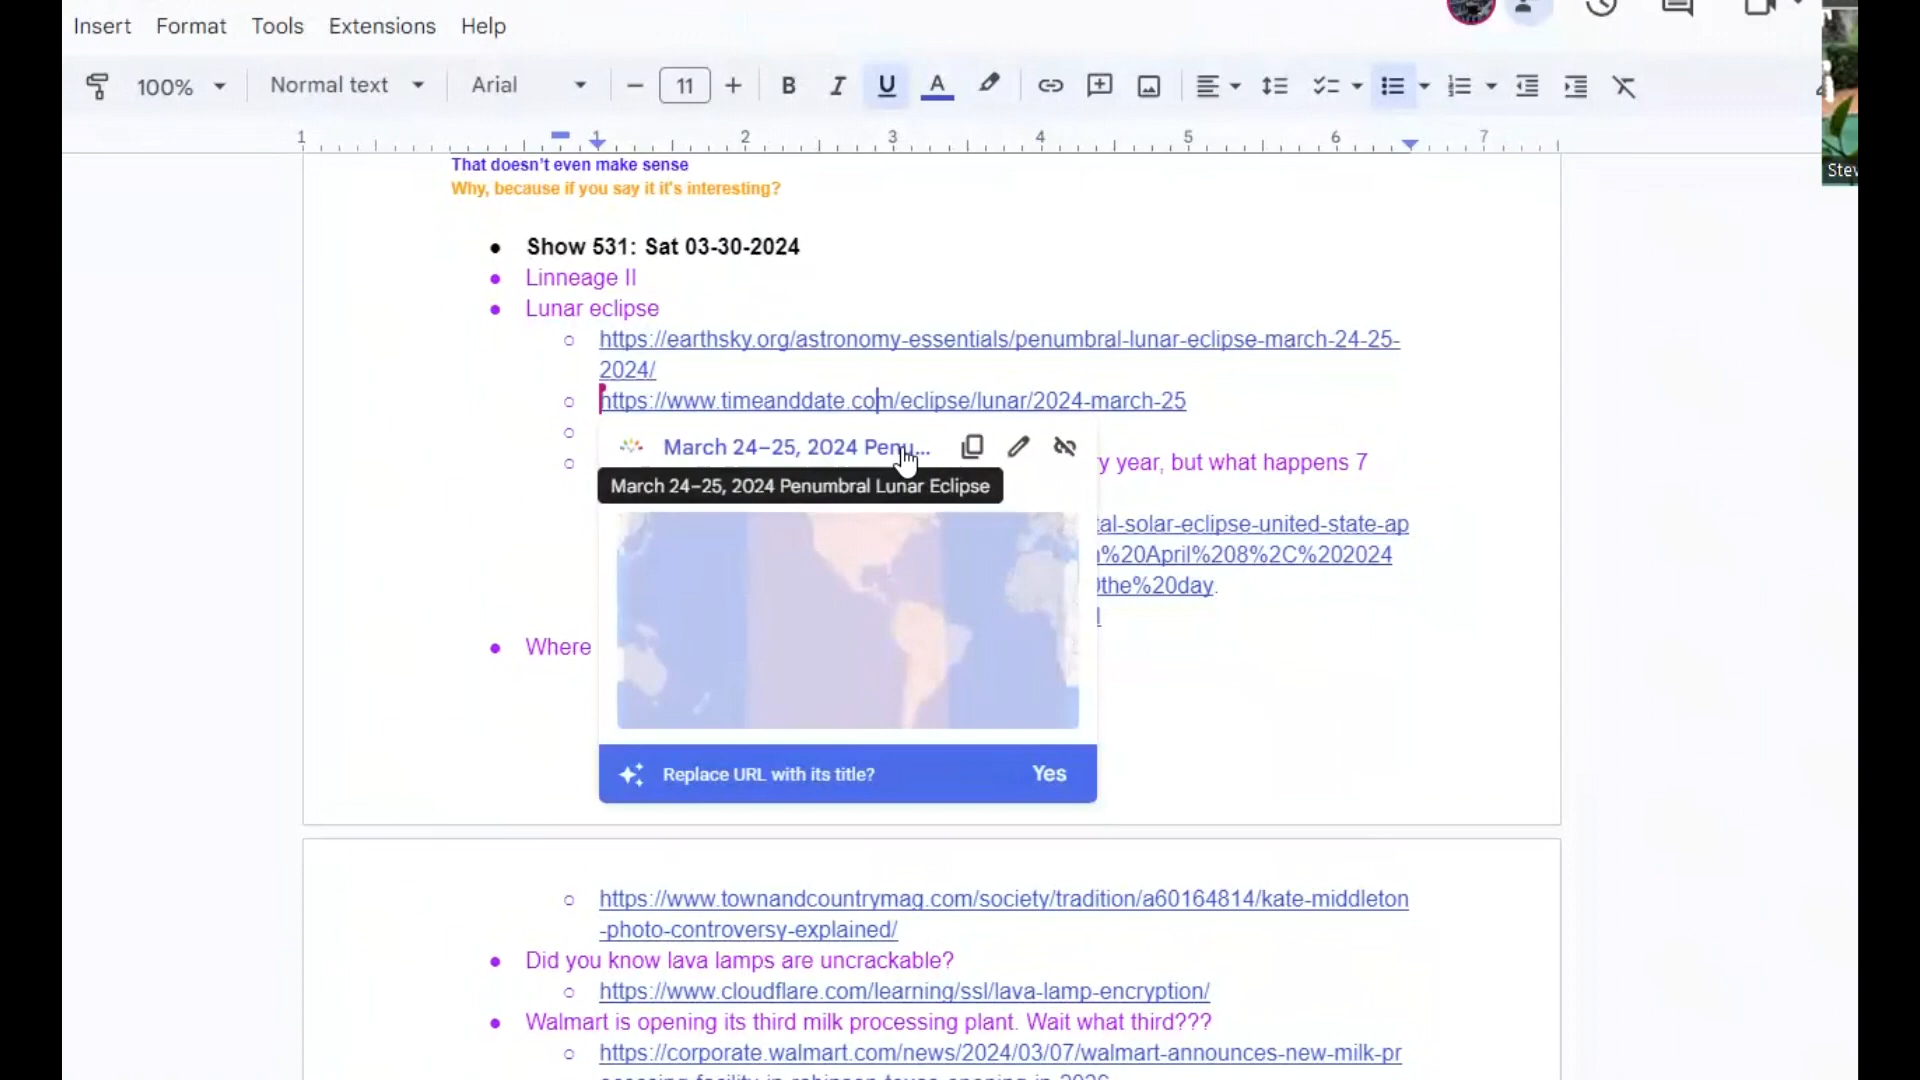 Insert Format Tools Extensions Help
100% Normal text Arial 11 B I U A
1 1 2 3 4 5 6 7
That doesn't even make sense
Why, because if you say it it's interesting?
Show 531: Sat 03-30-2024
Linneage II
Lunar eclipse
https://earthsky.org/astronomy-essentials/penumbral-lunar-eclipse-march-24-25-
2024/
https://www.timeanddate.com/eclipse/lunar/2024-march-25
March 24–25, 2024 Penu...
year, but what happens 7
March 24–25, 2024 Penumbral Lunar Eclipse
tal-solar-eclipse-united-state-ap
%20April%208%2C%202024
the%20day.
Where
Replace URL with its title? Yes
https://www.townandcountrymag.com/society/tradition/a60164814/kate-middleton
-photo-controversy-explained/
Did you know lava lamps are uncrackable?
https://www.cloudflare.com/learning/ssl/lava-lamp-encryption/
Walmart is opening its third milk processing plant. Wait what third???
https://corporate.walmart.com/news/2024/03/07/walmart-announces-new-milk-pr
Stev